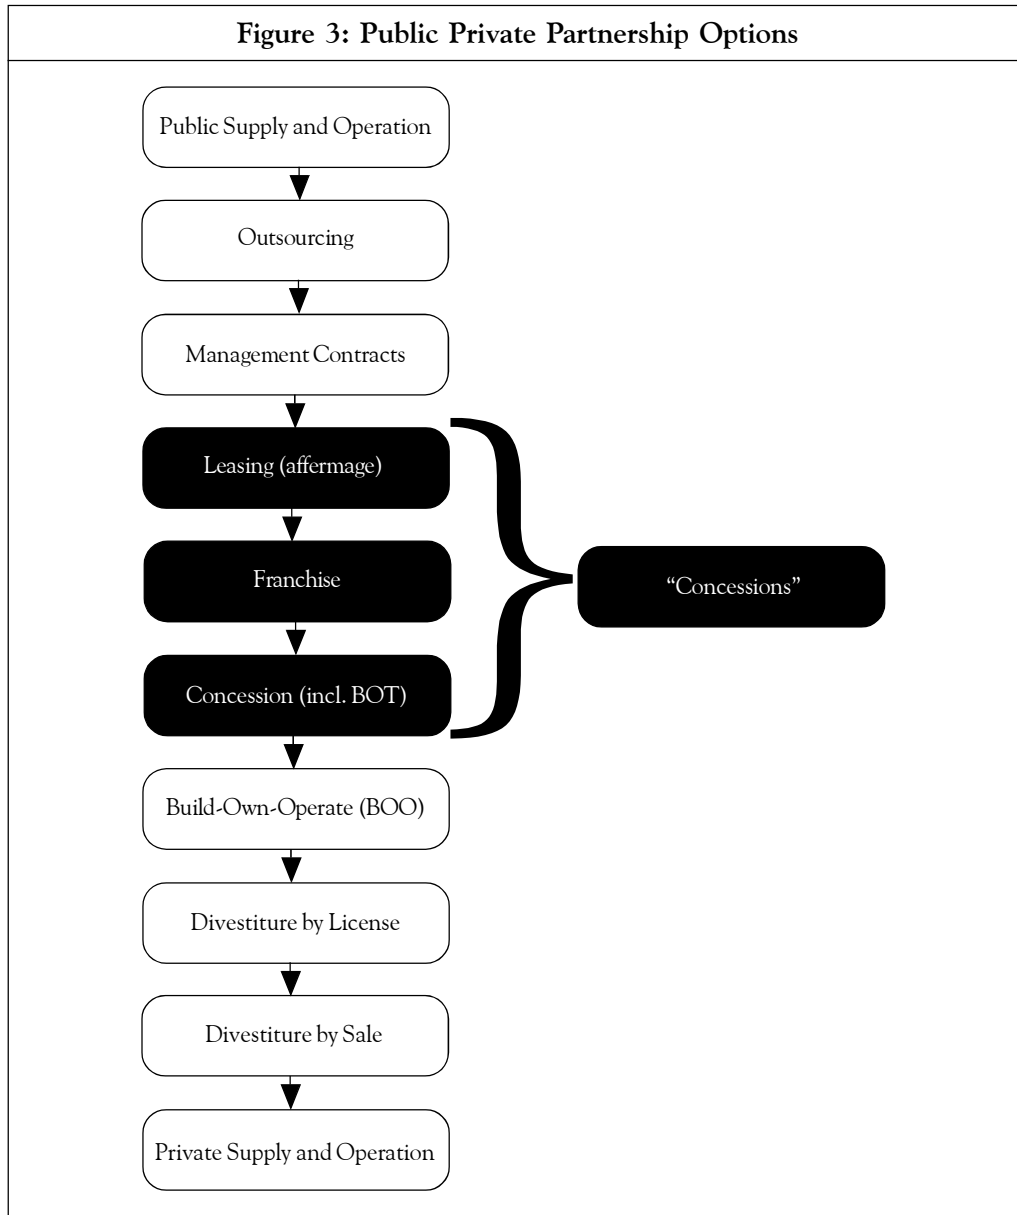 Figure 3: Public Private Partnership Options
Public Supply and Operation
Outsourcing
Management Contracts
Leasing (affermage)
Franchise
“Concessions”
Concession (incl. BOT)
Build-Own-Operate (BOO)
Divestiture by License
Divestiture by Sale
Private Supply and Operation